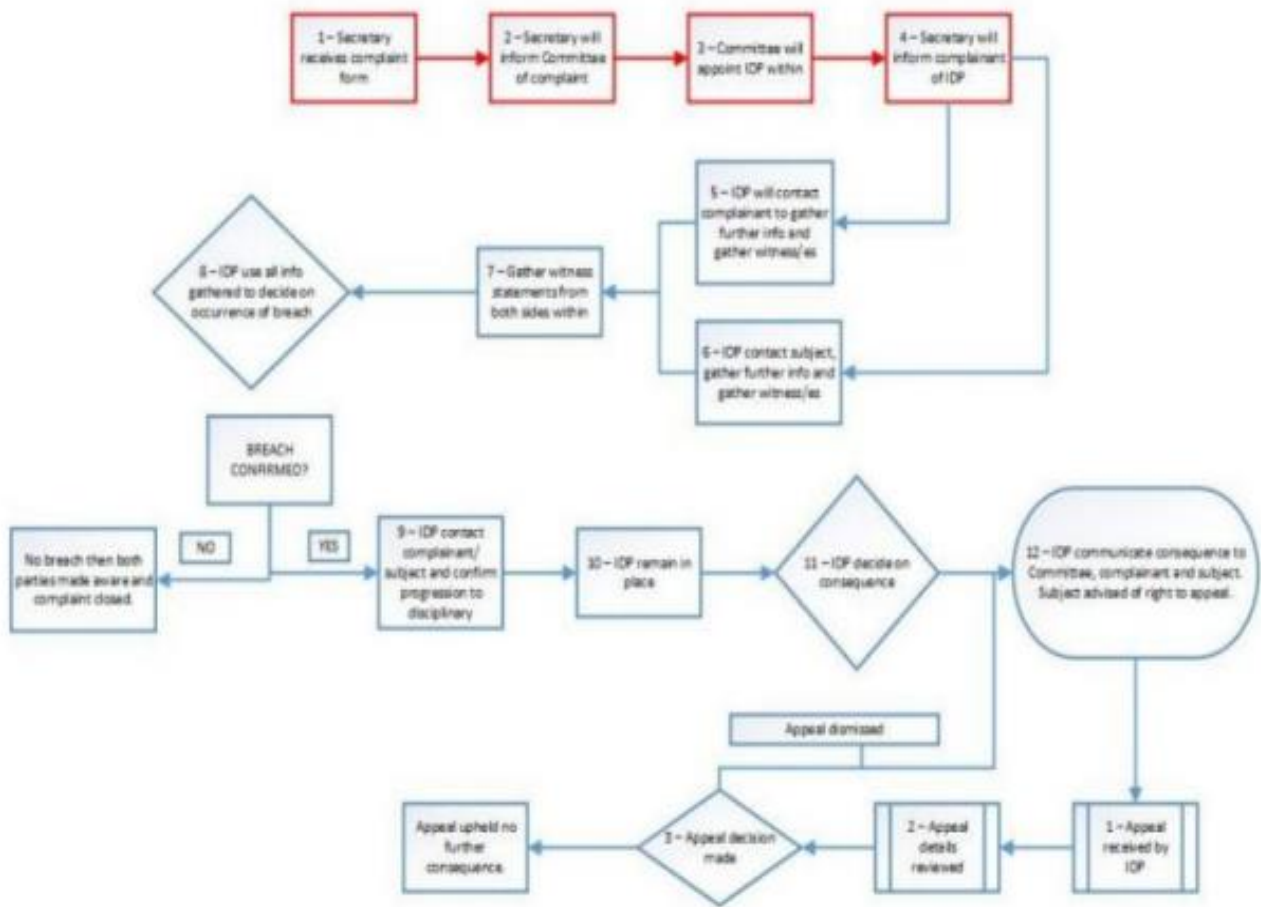 1 – Secretary
receives complaint
form
2 – Secretary will
inform Committee
of complaint
3 – Committee will
appoint IDP within
4 – Secretary will
inform complainant
of IDP
5 – IDP will contact
complainant to gather
further info and
gather witness/es
6 – IDP contact subject,
gather further info and
gather witness/es
7 – Gather witness
statements from
both sides within
8 – IDP use all info
gathered to decide on
occurrence of breach
BREACH
CONFIRMED?
NO
YES
No breach then both
parties made aware and
complaint closed.
9 – IDP contact
complainant/
subject and confirm
progression to
disciplinary
10 – IDP remain in
place
11 – IDP decide on
consequence
12 – IDP communicate consequence to
Committee, complainant and subject.
Subject advised of right to appeal.
Appeal dismissed
1 – Appeal
received by
IDP
2 – Appeal
details
reviewed
3 – Appeal decision
made
Appeal upheld no
further
consequence.